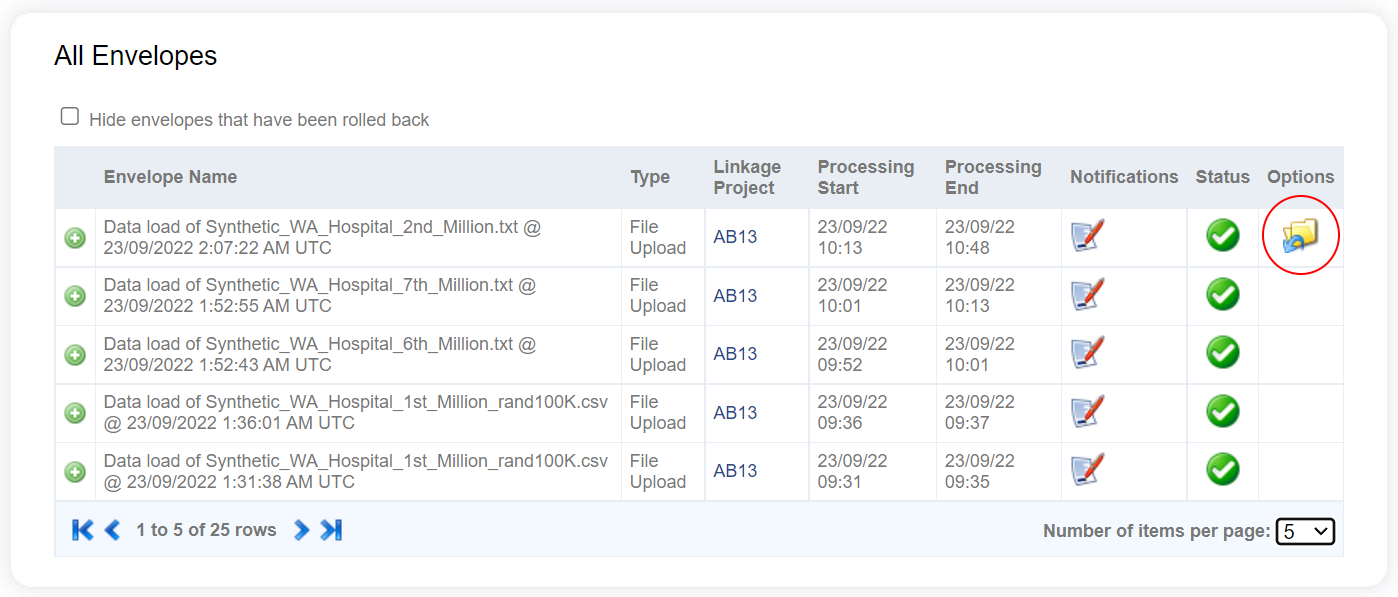 All Envelopes
Hide envelopes that have been rolled back
Envelope Name Type Linkage Project Processing Start Processing End Notifications Status Options
Data load of Synthetic_WA_Hospital_2nd_Million.txt @ 23/09/2022 2:07:22 AM UTC File Upload AB13 23/09/22 10:13 23/09/22 10:48
Data load of Synthetic_WA_Hospital_7th_Million.txt @ 23/09/2022 1:52:55 AM UTC File Upload AB13 23/09/22 10:01 23/09/22 10:13
Data load of Synthetic_WA_Hospital_6th_Million.txt @ 23/09/2022 1:52:43 AM UTC File Upload AB13 23/09/22 09:52 23/09/22 10:01
Data load of Synthetic_WA_Hospital_1st_Million_rand100K.csv @ 23/09/2022 1:36:01 AM UTC File Upload AB13 23/09/22 09:36 23/09/22 09:37
Data load of Synthetic_WA_Hospital_1st_Million_rand100K.csv @ 23/09/2022 1:31:38 AM UTC File Upload AB13 23/09/22 09:31 23/09/22 09:35
1 to 5 of 25 rows Number of items per page: 5